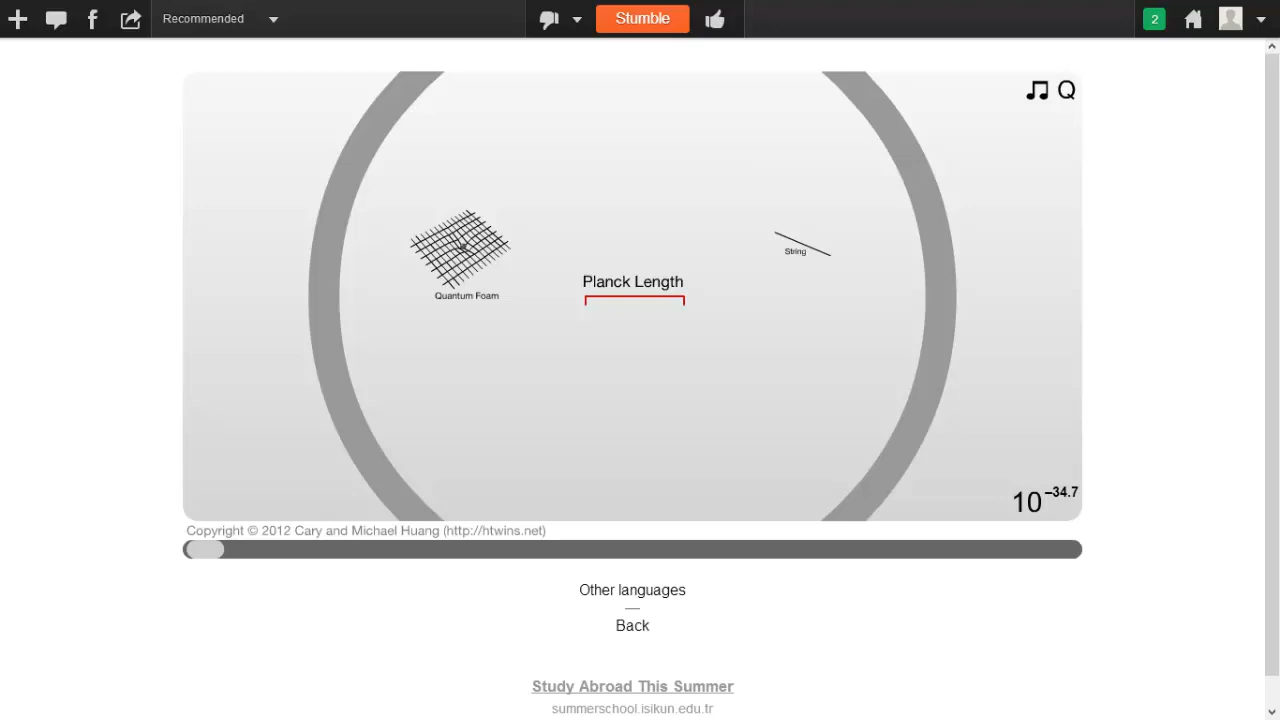 Recommended
Stumble
2
Q
Quantum Foam
String
Planck Length
10^–34.7
Copyright © 2012 Cary and Michael Huang (http://htwins.net)
Other languages
—
Back
Study Abroad This Summer
summerschool.isikun.edu.tr